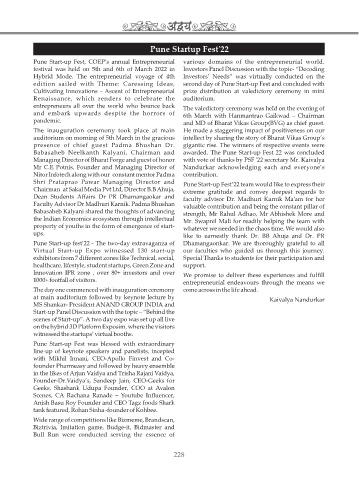 अद्वय
Pune Startup Fest'22
Pune Start-up Fest, COEP's annual Entrepreneurial
festival was held on 5th and 6th of March 2022 in
Hybrid Mode. The entrepreneurial voyage of 4th
edition sailed with Theme: Caressing Ideas,
Cultivating Innovations – Ascent of Entrepreneurial
Renaissance, which renders to celebrate the
entrepreneurs all over the world who bounce back
and embark upwards despite the horrors of
pandemic.
The inauguration ceremony took place at main
auditorium on morning of 5th March in the gracious
presence of chief guest Padma Bhushan Dr.
Babasaheb Neelkanth Kalyani, Chairman and
Managing Director of Bharat Forge and guest of honor
Mr C.E Potnis, Founder and Managing Director of
Nitor Infotech along with our constant mentor Padma
Shri Prataprao Pawar Managing Director and
Chairman at Sakal Media Pvt Ltd, Director B.B Ahuja,
Dean Students Affairs Dr PR Dhamangaonkar and
Faculty Advisor Dr Madhuri Karnik. Padma Bhushan
Babasaheb Kalyani shared the thoughts of advancing
the Indian Economics ecosystem through intellectual
property of youths in the form of emergence of start-
ups.
Pune Start-up fest'22 - The two-day extravaganza of
Virtual Start-up Expo witnessed 130 start-up
exhibitors from 7 different zones like Technical, social,
healthcare, lifestyle, student startups, Green Zone and
Innovation IPR zone , over 80+ investors and over
1000+ footfall of visitors.
The day one commenced with inauguration ceremony
at main auditorium followed by keynote lecture by
MS Shankar- President ANAND GROUP INDIA and
Start-up Panel Discussion with the topic – "Behind the
scenes of Start-up". A two day expo was set up all live
on the hybrid 3D Platform Exposim, where the visitors
witnessed the startups' virtual booths.
Pune Start-up Fest was blessed with extraordinary
line-up of keynote speakers and panelists, incepted
with Mikhil Innani, CEO-Apollo Finvest and Co-
founder Pharmeasy and followed by heavy ensemble
in the likes of Arjun Vaidya and Trisha Rajani Vaidya,
Founder-Dr.Vaidya's, Sandeep Jain, CEO-Geeks for
Geeks, Shashank Udupa Founder, COO at Avalon
Scenes, CA Rachana Ranade – Youtube Influencer,
Anish Basu Roy Founder and CEO Tagz foods Shark
tank featured, Rohan Sinha -founder of Kohbee.
Wide range of competitions like Bizmeme, Brandscan,
Biztrivia, Imitation game, Budge-it, Bidmaster and
Bull Run were conducted serving the essence of
various domains of the entrepreneurial world.
Investors Panel Discussion with the topic- "Decoding
Investors' Needs" was virtually conducted on the
second day of Pune Start-up Fest and concluded with
prize distribution at valedictory ceremony in mini
auditorium.
The valedictory ceremony was held on the evening of
6th March with Hanmantrao Gaikwad – Chairman
and MD of Bharat Vikas Group(BVG) as chief guest.
He made a staggering impact of positiveness on our
intellect by sharing the story of Bharat Vikas Group's
gigantic rise. The winners of respective events were
awarded. The Pune Start-up Fest 22 was concluded
with vote of thanks by PSF '22 secretary Mr. Kaivalya
Nandurkar acknowledging each and everyone's
contribution.
Pune Start-up Fest'22 team would like to express their
extreme gratitude and convey deepest regards to
faculty advisor Dr. Madhuri Karnik Ma'am for her
valuable contribution and being the constant pillar of
strength, Mr Rahul Adhao, Mr Abhishek More and
Mr. Swapnil Mali for readily helping the team with
whatever we needed in the chaos time. We would also
like to earnestly thank Dr. BB Ahuja and Dr. PR
Dhamangaonkar. We are thoroughly grateful to all
our faculties who guided us through this journey.
Special Thanks to students for their participation and
support.
We promise to deliver these experiences and fulfill
entrepreneurial endeavours through the means we
come across in the life ahead.
Kaivalya Nandurkar
228